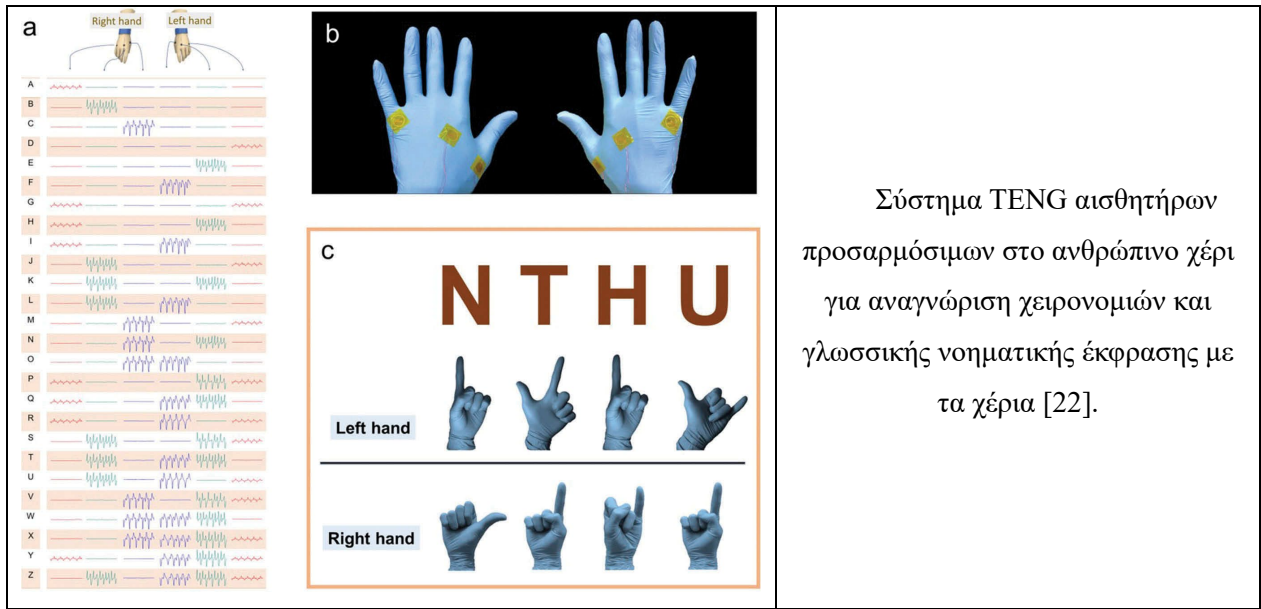 a
Right hand
Left hand
A
B
C
D
E
F
G
H
I
J
K
L
M
N
O
P
Q
R
S
T
U
V
W
X
Y
Z
b
c
N T H U
Left hand
Right hand
Σύστημα TENG αισθητήρων
προσαρμόσιμων στο ανθρώπινο χέρι
για αναγνώριση χειρονομιών και
γλωσσικής νοηματικής έκφρασης με
τα χέρια [22].